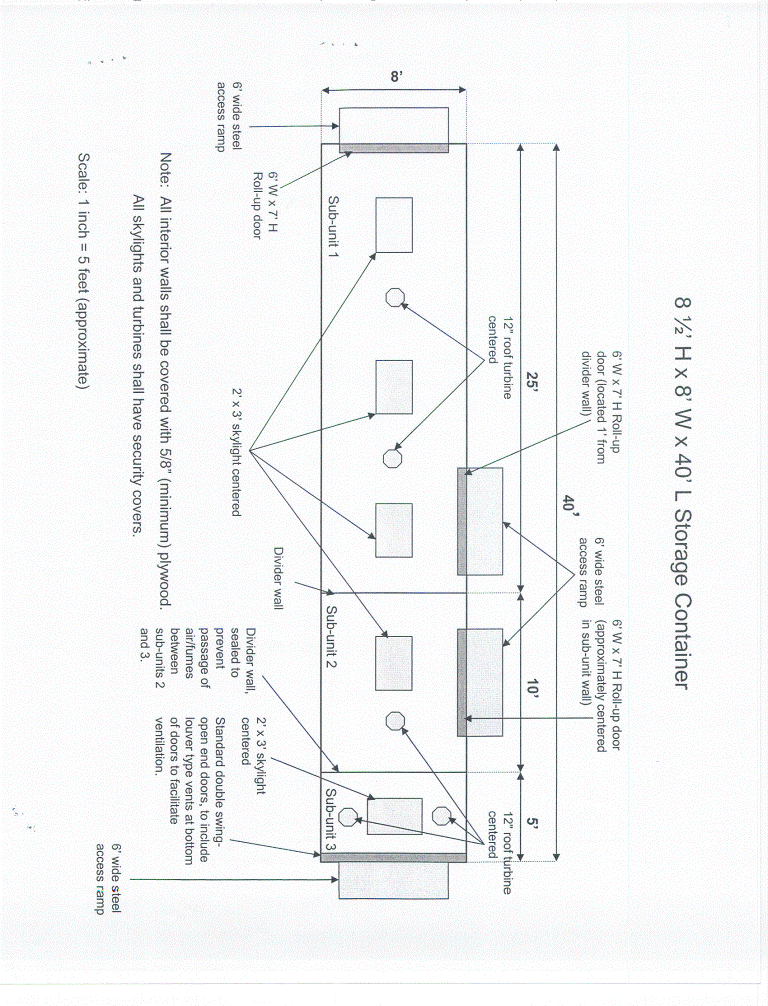 8 ½’ H x 8’ W x 40’ L Storage Container
6’ W x 7’ H Roll-up
door (located 1’ from
divider wall)
6’ wide steel
access ramp
6’ W x 7’ H Roll-up door
(approximately centered
in sub-unit wall)
40’
12” roof turbine
centered
25’
10’
5’
12” roof turbine
centered
8’
Sub-unit 1
Sub-unit 2
Sub-unit 3
6’ wide steel
access ramp
6’ W x 7’ H
Roll-up door
2’ x 3’ skylight centered
Divider wall
Divider wall,
sealed to
prevent
passage of
air/fumes
between
sub-units 2
and 3.
2’ x 3’ skylight
centered
Standard double swing-
open end doors, to include
louver type vents at bottom
of doors to facilitate
ventilation.
6’ wide steel
access ramp
Note: All interior walls shall be covered with 5/8” (minimum) plywood.
All skylights and turbines shall have security covers.
Scale: 1 inch = 5 feet (approximate)